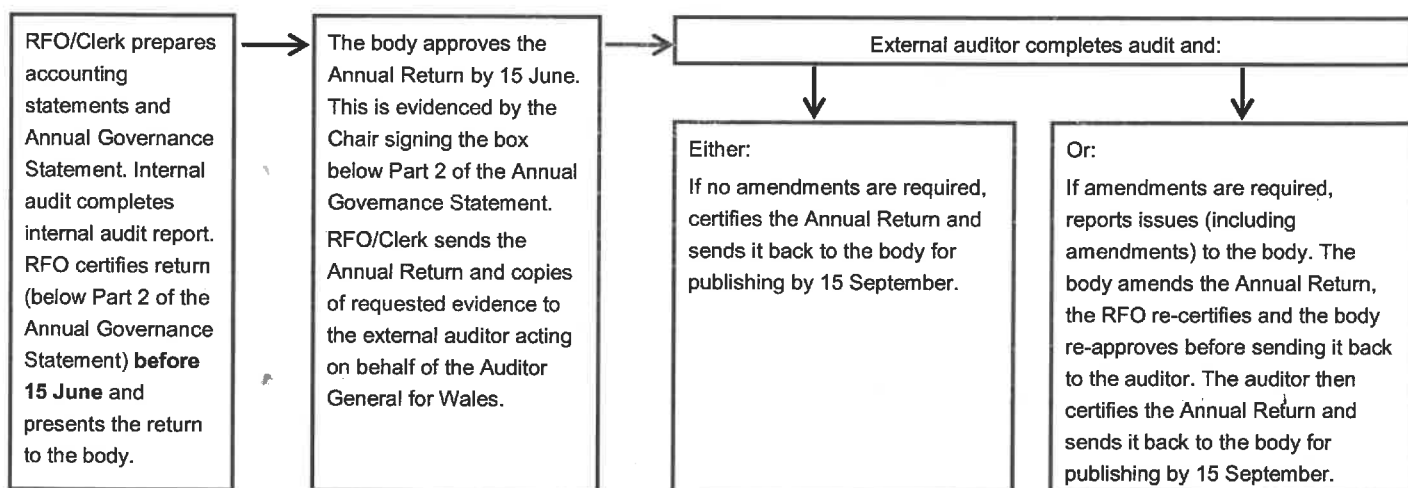 RFO/Clerk prepares
accounting
statements and
Annual Governance
Statement. Internal
audit completes
internal audit report.
RFO certifies return
(below Part 2 of the
Annual Governance
Statement) before
15 June and
presents the return
to the body.
The body approves the
Annual Return by 15 June.
This is evidenced by the
Chair signing the box
below Part 2 of the Annual
Governance Statement.
RFO/Clerk sends the
Annual Return and copies
of requested evidence to
the external auditor acting
on behalf of the Auditor
General for Wales.
External auditor completes audit and:
Either:
If no amendments are required,
certifies the Annual Return and
sends it back to the body for
publishing by 15 September.
Or:
If amendments are required,
reports issues (including
amendments) to the body. The
body amends the Annual Return,
the RFO re-certifies and the body
re-approves before sending it back
to the auditor. The auditor then
certifies the Annual Return and
sends it back to the body for
publishing by 15 September.